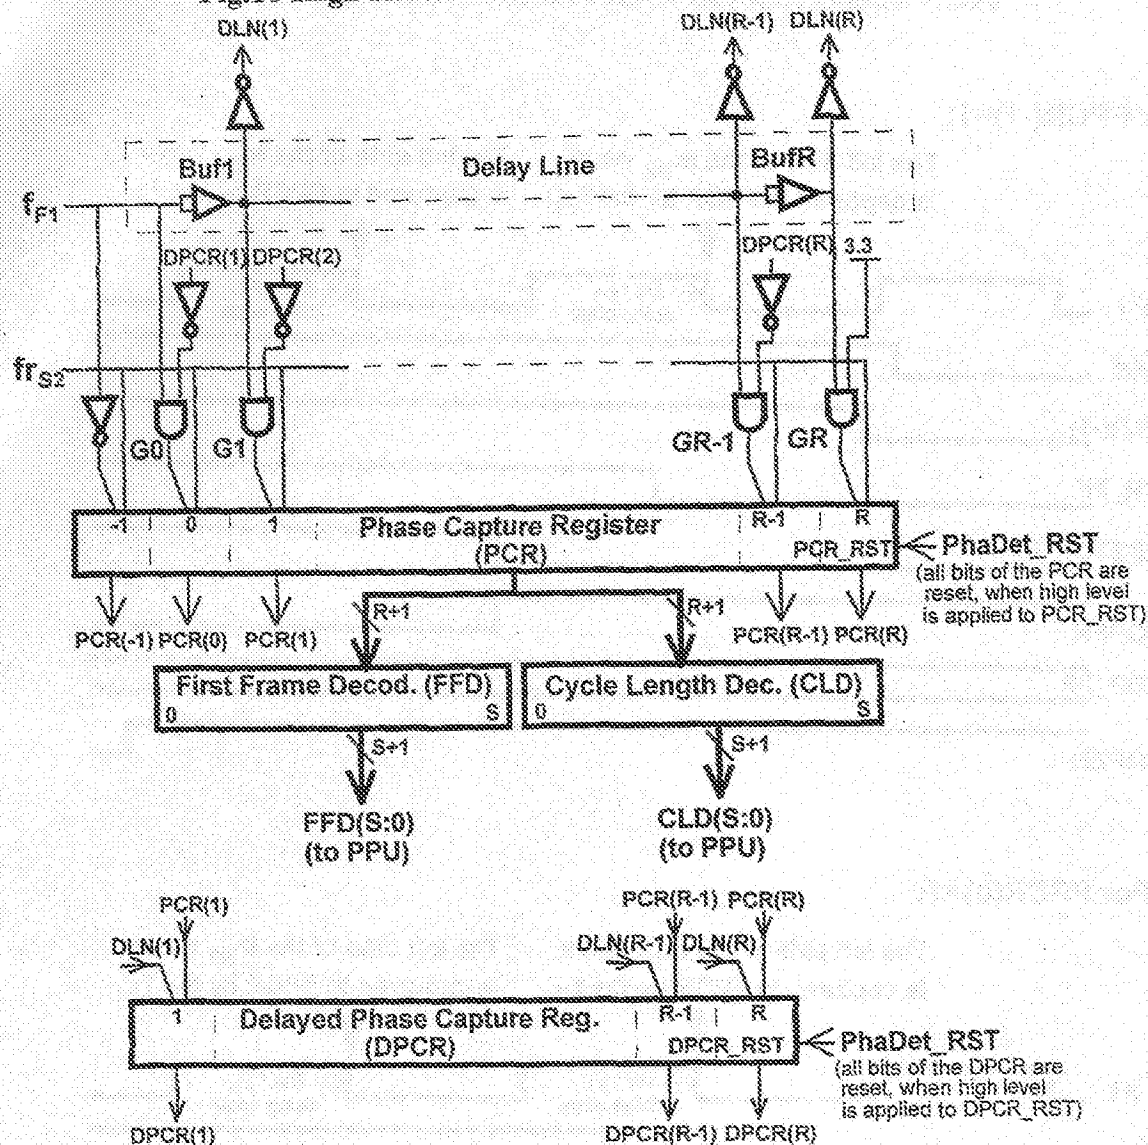 DLN(1)
DLN(R-1) DLN(R)
Buf1
Delay Line
BufR
fF1
DPCR(1) DPCR(2)
DPCR(R) 3.3
frS2
G0
G1
GR-1
GR
-1 0 1
Phase Capture Register
(PCR)
R-1 R
PCR_RST
PhaDet_RST
(all bits of the PCR are
reset, when high level
is applied to PCR_RST)
PCR(-1) PCR(0) PCR(1)
PCR(R-1) PCR(R)
R+1
R+1
First Frame Decod. (FFD)
0 S
Cycle Length Dec. (CLD)
0 S
S+1
S+1
FFD(S:0)
(to PPU)
CLD(S:0)
(to PPU)
PCR(1)
PCR(R-1) PCR(R)
DLN(1)
DLN(R-1) DLN(R)
1
Delayed Phase Capture Reg.
(DPCR)
R-1 R
DPCR_RST
PhaDet_RST
(all bits of the DPCR are
reset, when high level
is applied to DPCR_RST)
DPCR(1)
DPCR(R-1) DPCR(R)